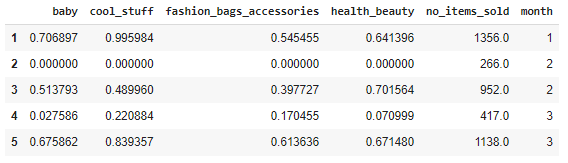 baby cool_stuff fashion_bags_accessories health_beauty no_items_sold month
1 0.706897 0.995984 0.545455 0.641396 1356.0 1
2 0.000000 0.000000 0.000000 0.000000 266.0 2
3 0.513793 0.489960 0.397727 0.701564 952.0 2
4 0.027586 0.220884 0.170455 0.070999 417.0 3
5 0.675862 0.839357 0.613636 0.671480 1138.0 3